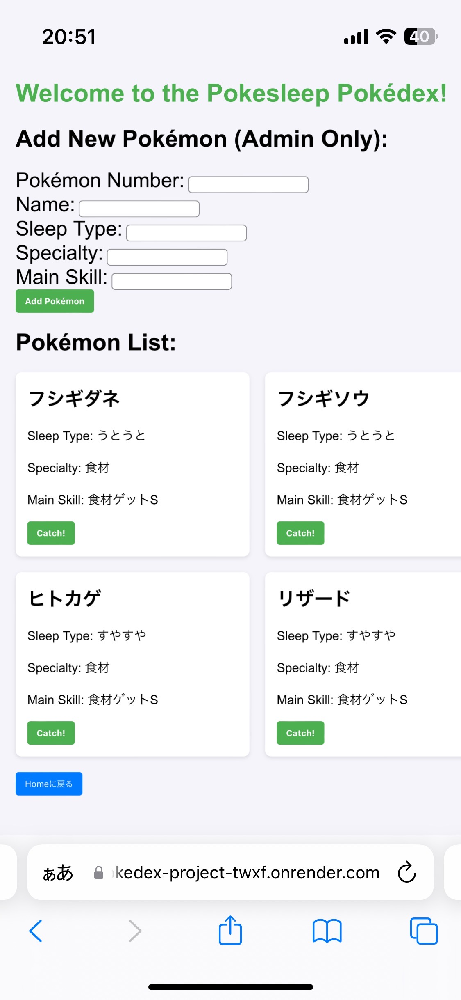 20:51
40
Welcome to the Pokesleep Pokédex!
Add New Pokémon (Admin Only):
Pokémon Number:
Name:
Sleep Type:
Specialty:
Main Skill:
Add Pokémon
Pokémon List:
フシギダネ
Sleep Type: うとうと
Specialty: 食材
Main Skill: 食材ゲットS
Catch!
フシギソウ
Sleep Type: うとうと
Specialty: 食材
Main Skill: 食材ゲットS
Catch!
ヒトカゲ
Sleep Type: すやすや
Specialty: 食材
Main Skill: 食材ゲットS
Catch!
リザード
Sleep Type: すやすや
Specialty: 食材
Main Skill: 食材ゲットS
Catch!
Homeに戻る
ぁあ kedex-project-twxf.onrender.com